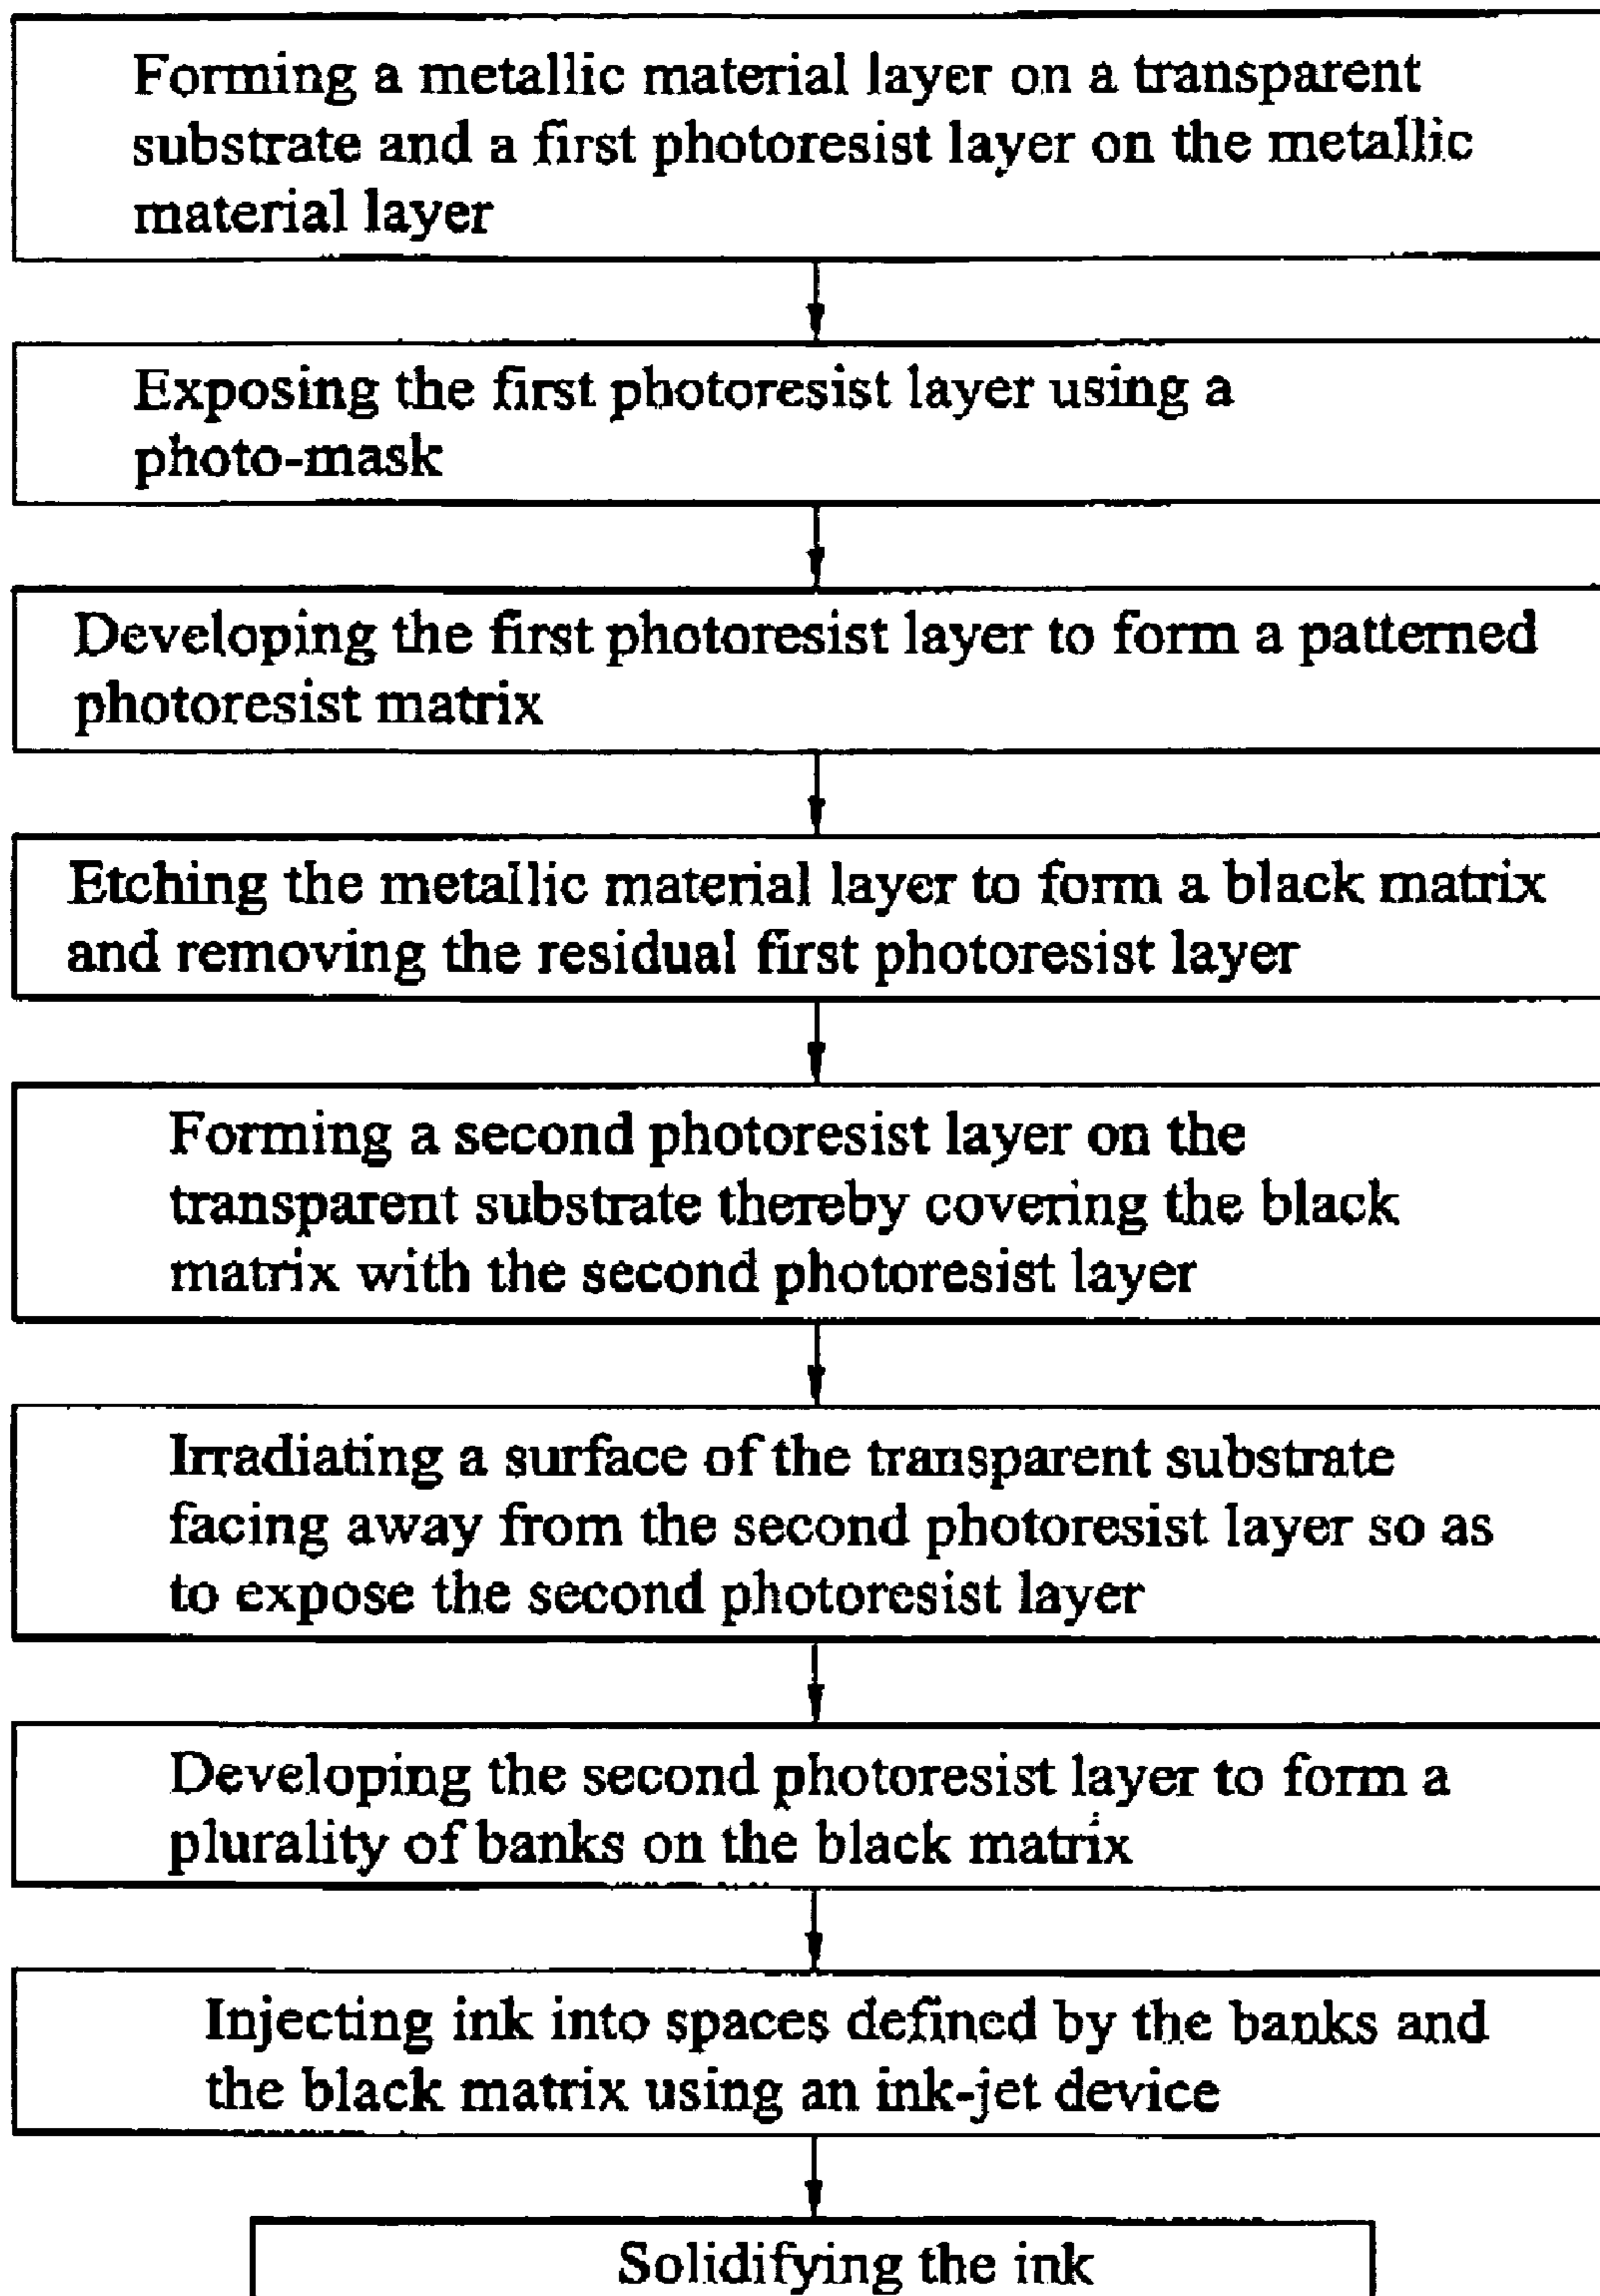 Forming a metallic material layer on a transparent
substrate and a first photoresist layer on the metallic
material layer
Exposing the first photoresist layer using a
photo-mask
Developing the first photoresist layer to form a patterned
photoresist matrix
Etching the metallic material layer to form a black matrix
and removing the residual first photoresist layer
Forming a second photoresist layer on the
transparent substrate thereby covering the black
matrix with the second photoresist layer
Irradiating a surface of the transparent substrate
facing away from the second photoresist layer so as
to expose the second photoresist layer
Developing the second photoresist layer to form a
plurality of banks on the black matrix
Injecting ink into spaces defined by the banks and
the black matrix using an ink-jet device
Solidifying the ink